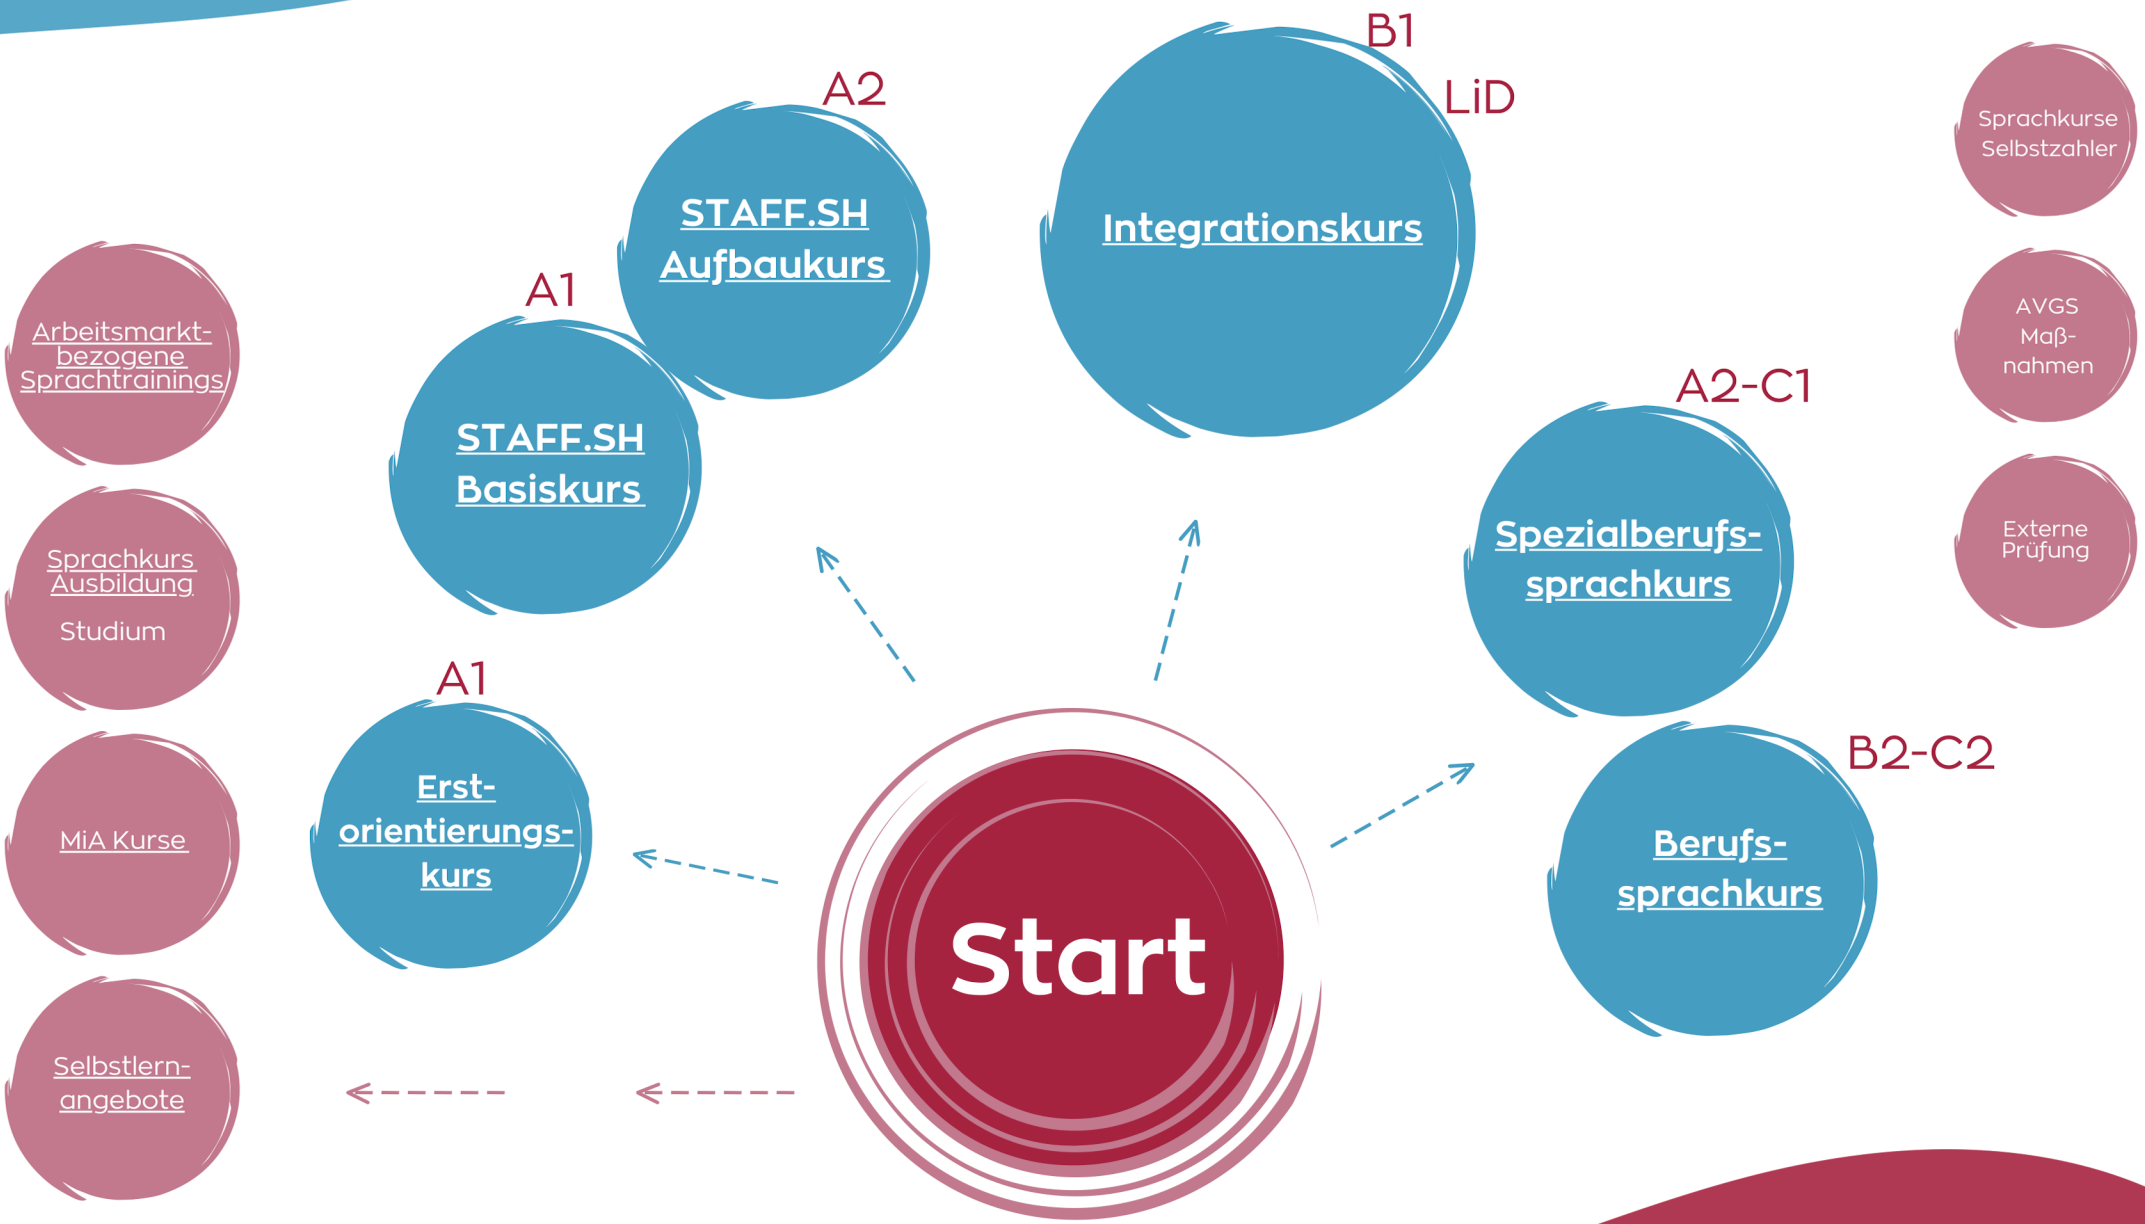 B1
LiD
A2
A1
A2-C1
B2-C2
A1
Sprachkurse
Selbstzahler
AVGS
Maß-
nahmen
Externe
Prüfung
Arbeitsmarkt-
bezogene
Sprachtrainings
Sprachkurs
Ausbildung
Studium
MiA Kurse
Selbstlern-
angebote
STAFF.SH
Aufbaukurs
STAFF.SH
Basiskurs
Erst-
orientierungs-
kurs
Integrationskurs
Spezialberufs-
sprachkurs
Berufs-
sprachkurs
Start